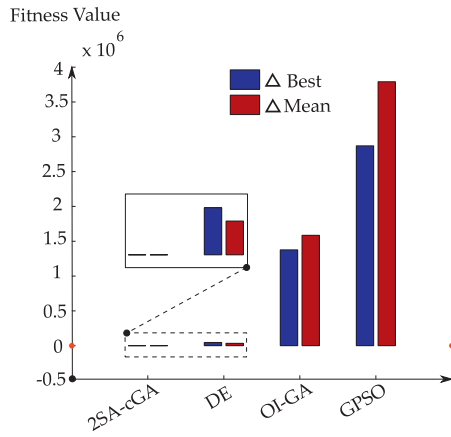 Fitness Value
x 10^6
4
3.5
3
2.5
2
1.5
1
0.5
0
-0.5
△ Best
△ Mean
2SA-cGA
DE
OI-GA
GPSO